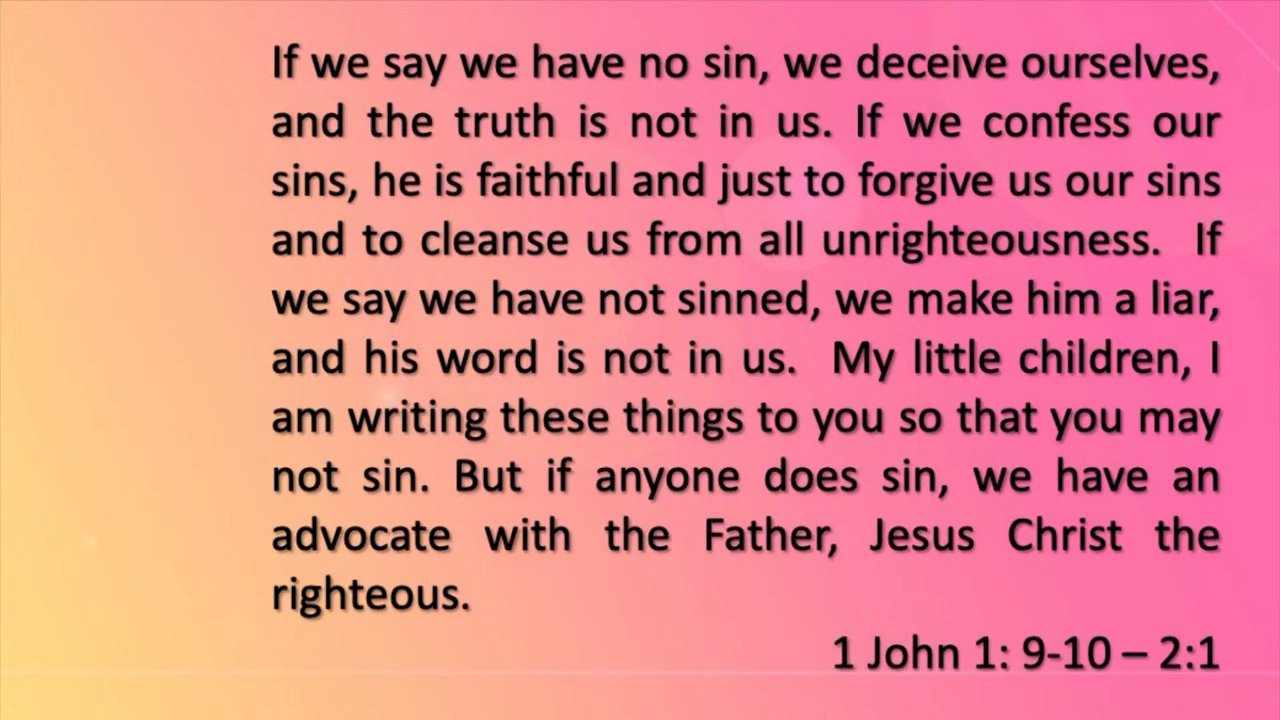 If we say we have no sin, we deceive ourselves,
and the truth is not in us. If we confess our
sins, he is faithful and just to forgive us our sins
and to cleanse us from all unrighteousness.  If
we say we have not sinned, we make him a liar,
and his word is not in us.  My little children, I
am writing these things to you so that you may
not sin. But if anyone does sin, we have an
advocate with the Father, Jesus Christ the
righteous.
1 John 1: 9-10 – 2:1